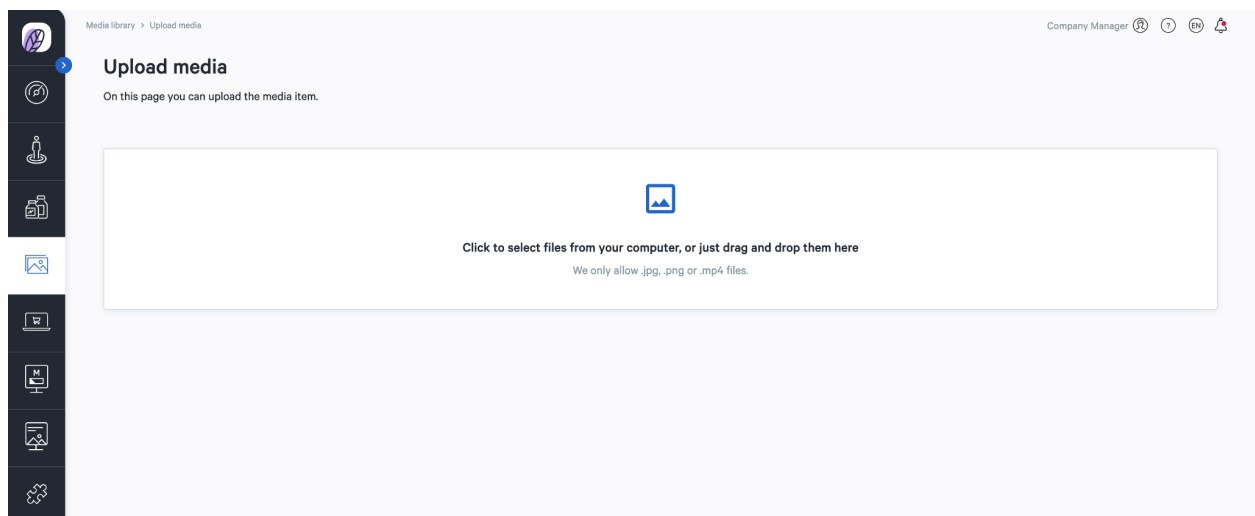 Media library > Upload media
Company Manager
?
EN
Upload media
On this page you can upload the media item.
Click to select files from your computer, or just drag and drop them here
We only allow .jpg, .png or .mp4 files.
M